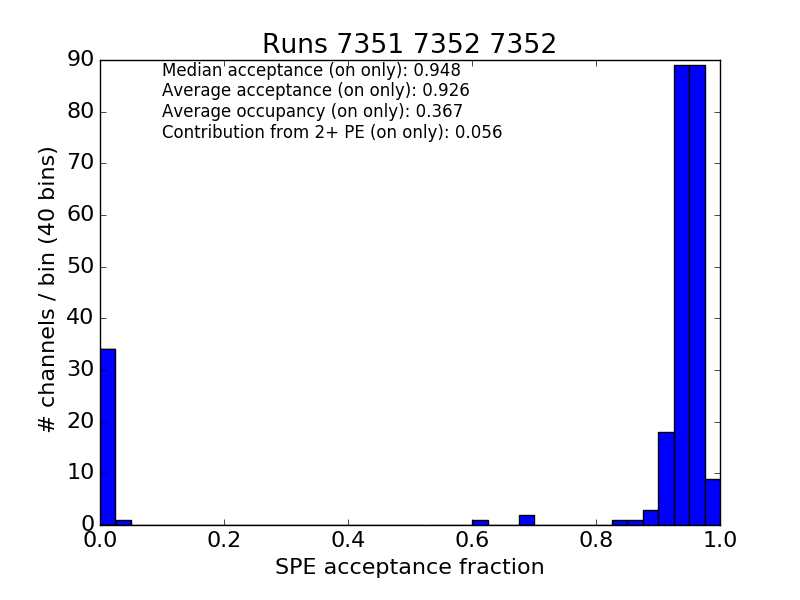 Runs 7351 7352 7352
Median acceptance (on only): 0.948
Average acceptance (on only): 0.926
Average occupancy (on only): 0.367
Contribution from 2+ PE (on only): 0.056
# channels / bin (40 bins)
90
80
70
60
50
40
30
20
10
0
0.0 0.2 0.4 0.6 0.8 1.0
SPE acceptance fraction